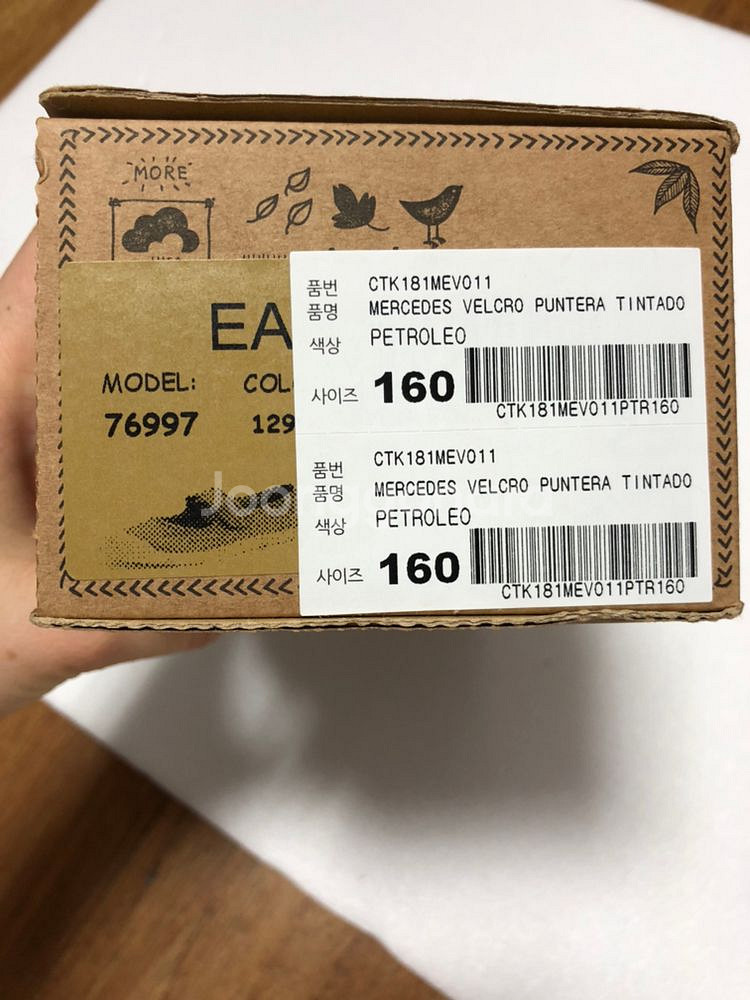 MORE
EA
MODEL: COL
76997 129
품번 CTK181MEV011
품명 MERCEDES VELCRO PUNTERA TINTADO
색상 PETROLEO
사이즈 160
CTK181MEV011PTR160
품번 CTK181MEV011
품명 MERCEDES VELCRO PUNTERA TINTADO
색상 PETROLEO
사이즈 160
CTK181MEV011PTR160